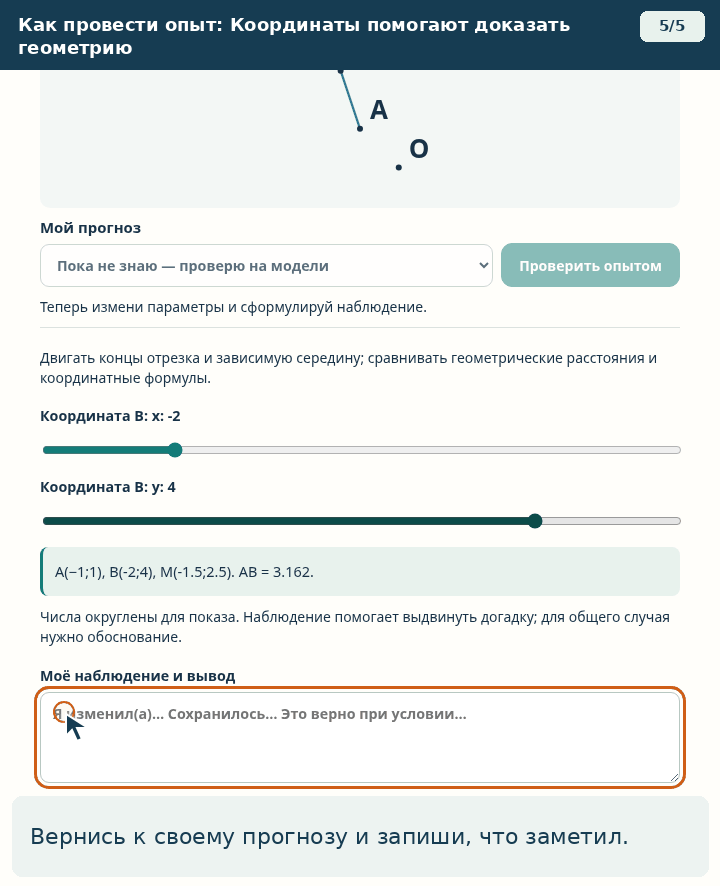 Как провести опыт: Координаты помогают доказать
геометрию
5/5
A
O
Мой прогноз
Пока не знаю — проверю на модели
Проверить опытом
Теперь измени параметры и сформулируй наблюдение.
Двигать концы отрезка и зависимую середину; сравнивать геометрические расстояния и
координатные формулы.
Координата B: x: -2
Координата B: y: 4
A(−1;1), B(-2;4), M(-1.5;2.5). AB = 3.162.
Числа округлены для показа. Наблюдение помогает выдвинуть догадку; для общего случая
нужно обоснование.
Моё наблюдение и вывод
Я изменил(а)... Сохранилось... Это верно при условии...
Вернись к своему прогнозу и запиши, что заметил.